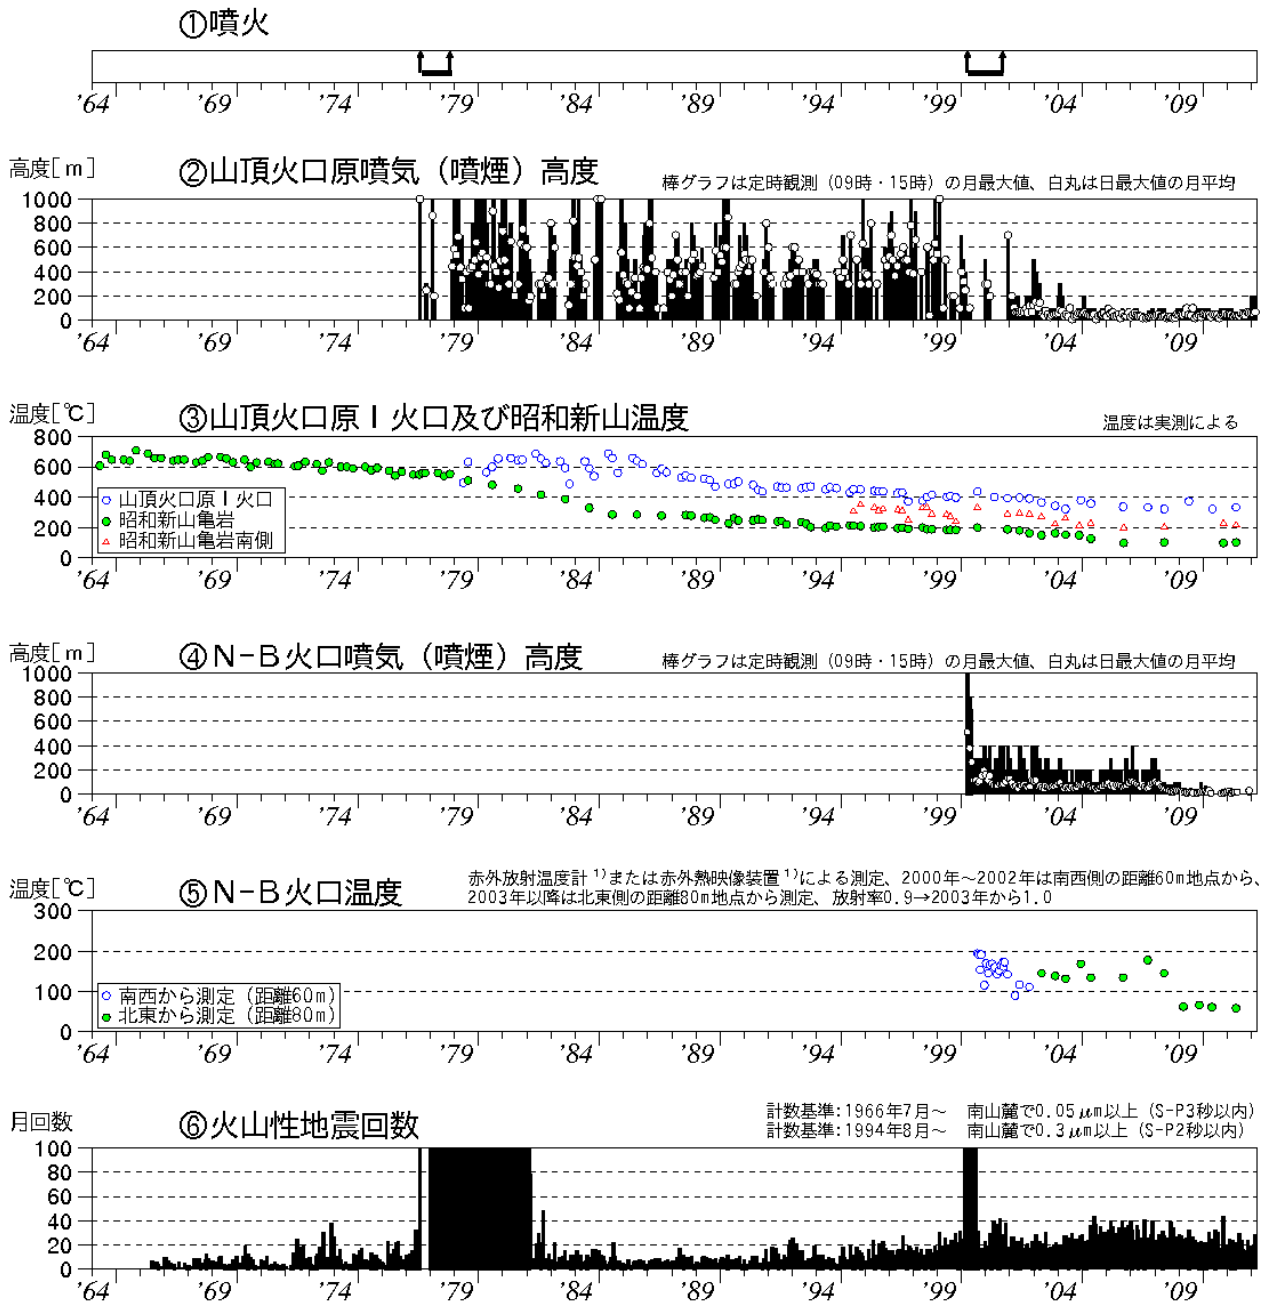 ①噴火
'64 '69 '74 '79 '84 '89 '94 '99 '04 '09
高度[m] ②山頂火口原噴気(噴煙)高度 棒グラフは定時観測(09時・15時)の月最大値、白丸は日最大値の月平均
1000
800
600
400
200
0
'64 '69 '74 '79 '84 '89 '94 '99 '04 '09
温度[℃] ③山頂火口原I火口及び昭和新山温度 温度は実測による
800
600
400
200
0
山頂火口原I火口
昭和新山亀岩
昭和新山亀岩南側
'64 '69 '74 '79 '84 '89 '94 '99 '04 '09
高度[m] ④N-B火口噴気(噴煙)高度 棒グラフは定時観測(09時・15時)の月最大値、白丸は日最大値の月平均
1000
800
600
400
200
0
'64 '69 '74 '79 '84 '89 '94 '99 '04 '09
温度[℃] ⑤N-B火口温度 赤外放射温度計1)または赤外熱映像装置1)による測定、2000年~2002年は南西側の距離60m地点から、
2003年以降は北東側の距離80m地点から測定、放射率0.9→2003年から1.0
300
200
100
0
南西から測定(距離60m)
北東から測定(距離80m)
'64 '69 '74 '79 '84 '89 '94 '99 '04 '09
月回数 ⑥火山性地震回数 計数基準:1966年7月~ 南山麓で0.05μm以上(S-P3秒以内)
計数基準:1994年8月~ 南山麓で0.3μm以上(S-P2秒以内)
100
80
60
40
20
0
'64 '69 '74 '79 '84 '89 '94 '99 '04 '09